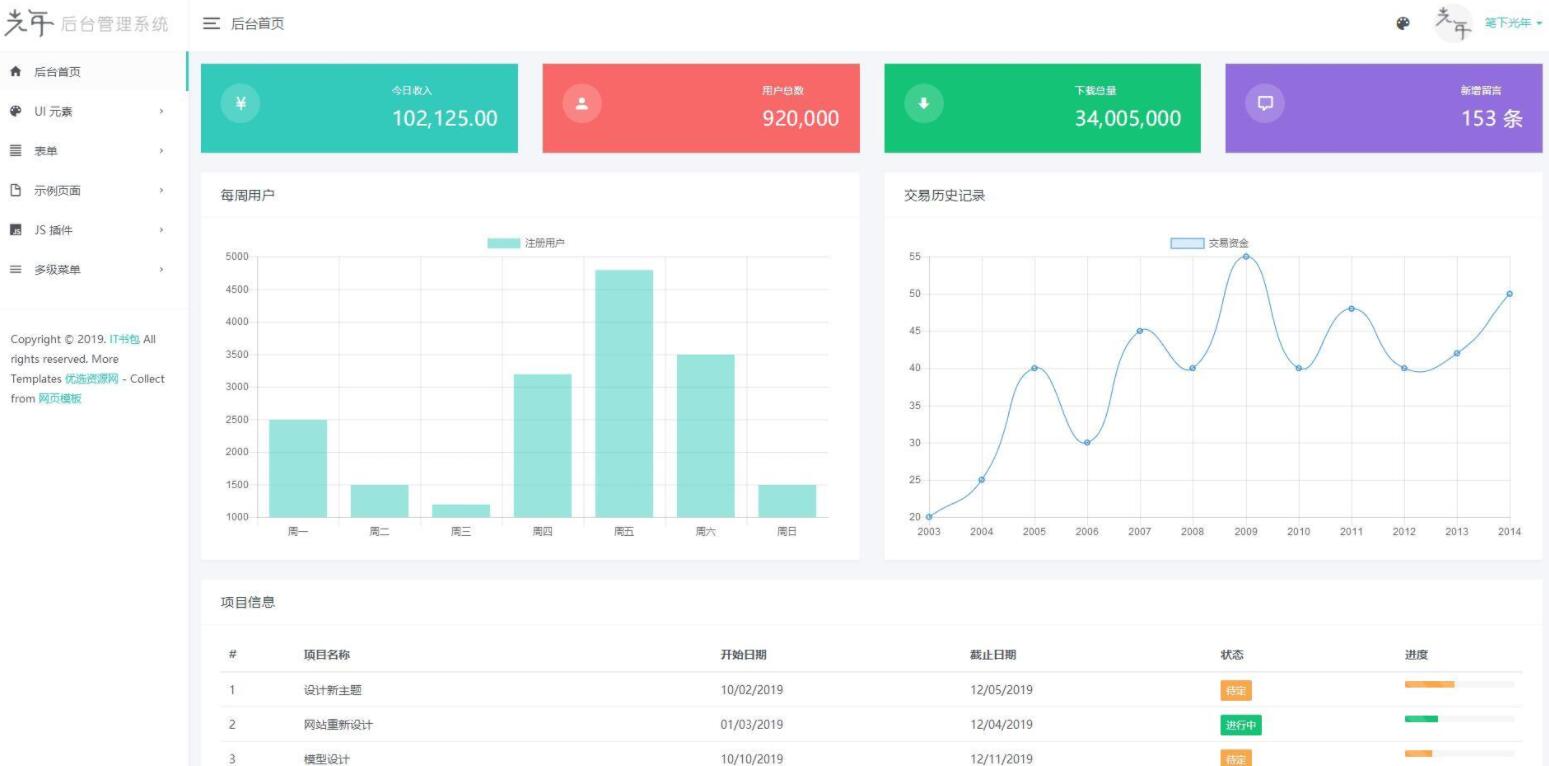 光年 后台管理系统
后台首页
笔下光年
后台首页
UI 元素
表单
示例页面
JS 插件
多级菜单
Copyright © 2019. IT书包 All
rights reserved. More
Templates 优选资源网 - Collect
from 网页模板
¥ 今日收入
102,125.00
用户总数
920,000
下载总量
34,005,000
新增留言
153 条
每周用户
注册用户
5000
4500
4000
3500
3000
2500
2000
1500
1000
周一 周二 周三 周四 周五 周六 周日
交易历史记录
交易资金
55
50
45
40
35
30
25
20
2003 2004 2005 2006 2007 2008 2009 2010 2011 2012 2013 2014
项目信息
# 项目名称 开始日期 截止日期 状态 进度
1 设计新主题 10/02/2019 12/05/2019 待定
2 网站重新设计 01/03/2019 12/04/2019 进行中
3 模型设计 10/10/2019 12/11/2019 待定